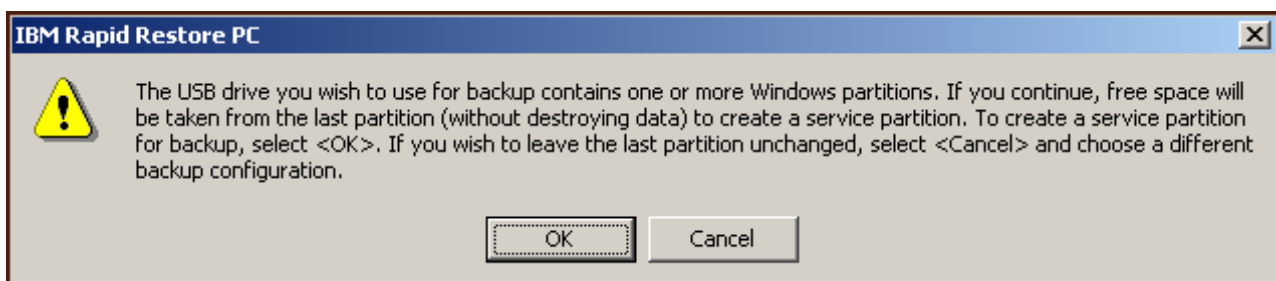 IBM Rapid Restore PC
The USB drive you wish to use for backup contains one or more Windows partitions. If you continue, free space will
be taken from the last partition (without destroying data) to create a service partition. To create a service partition
for backup, select <OK>. If you wish to leave the last partition unchanged, select <Cancel> and choose a different
backup configuration.
OK
Cancel